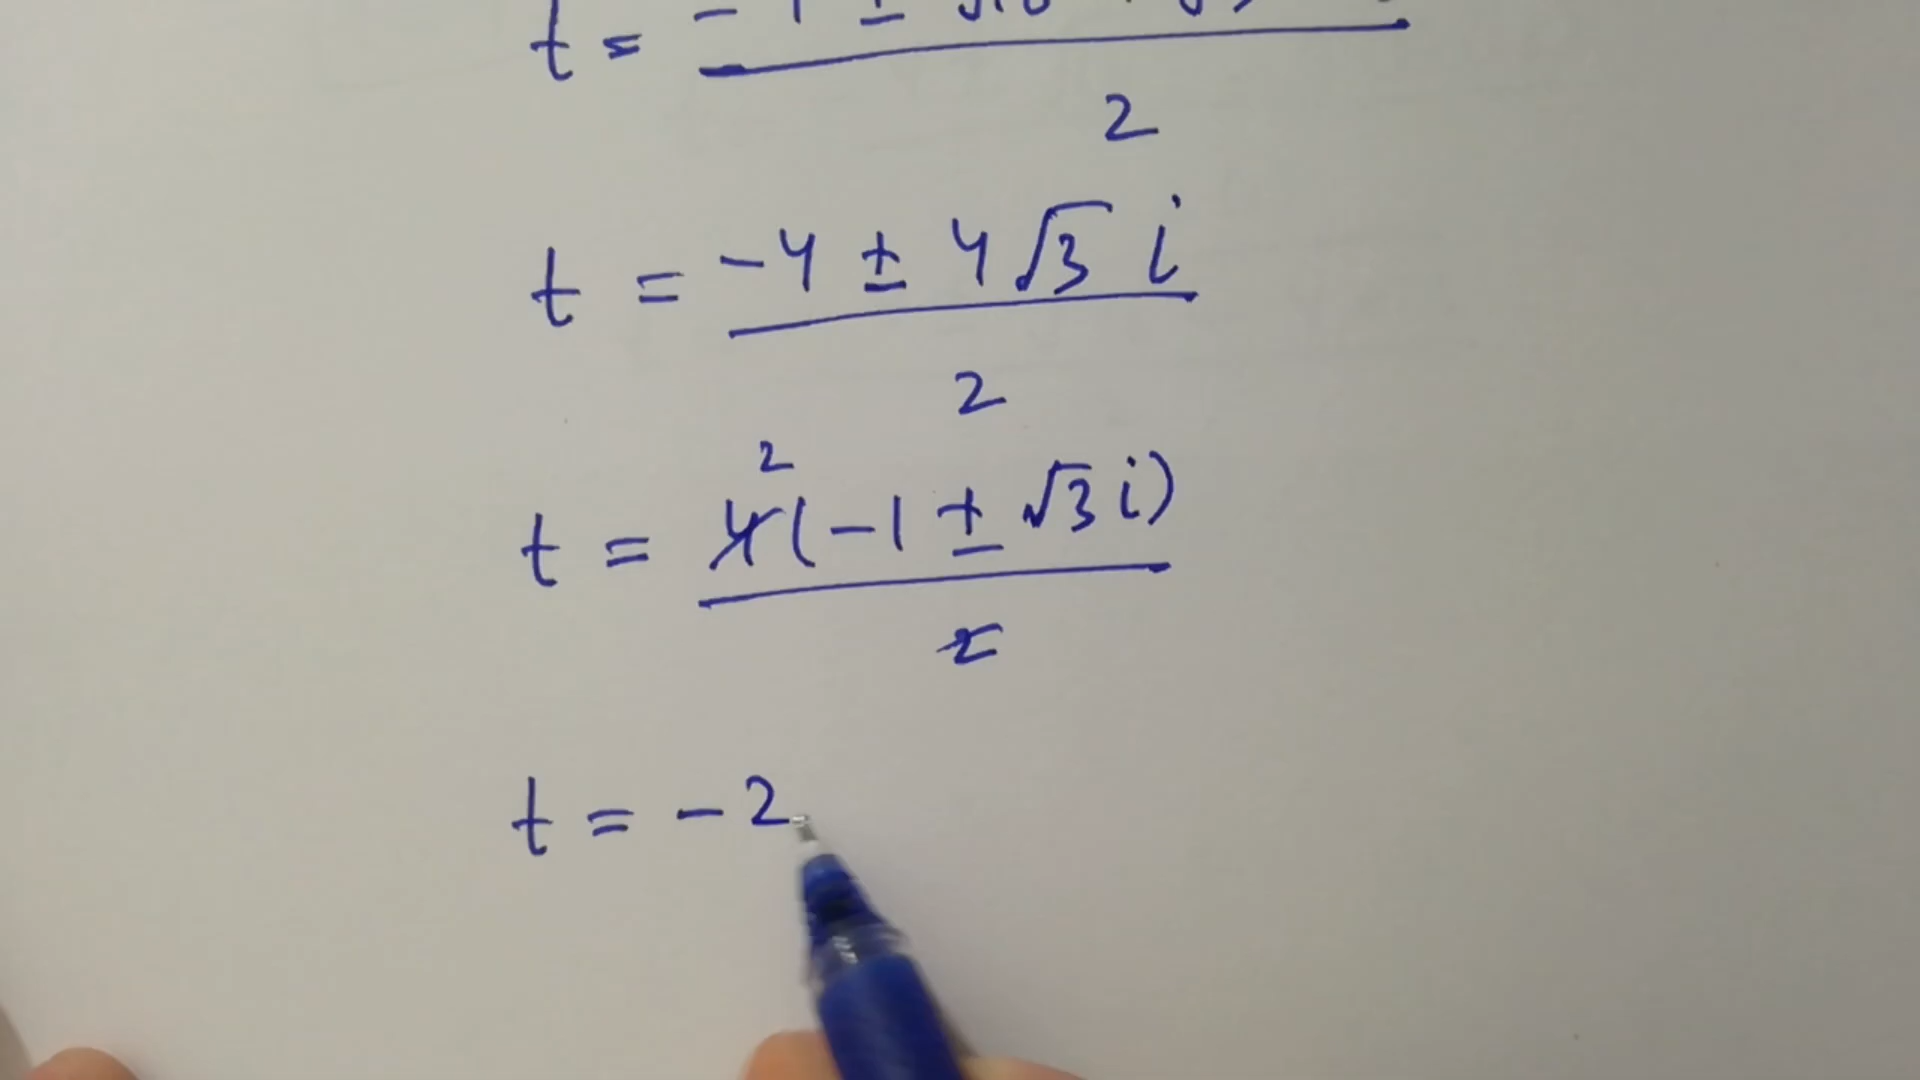 t =
2
t = -4 ± 4√3 i
2
2
t = 4(-1 ± √3 i)
2
t = -2